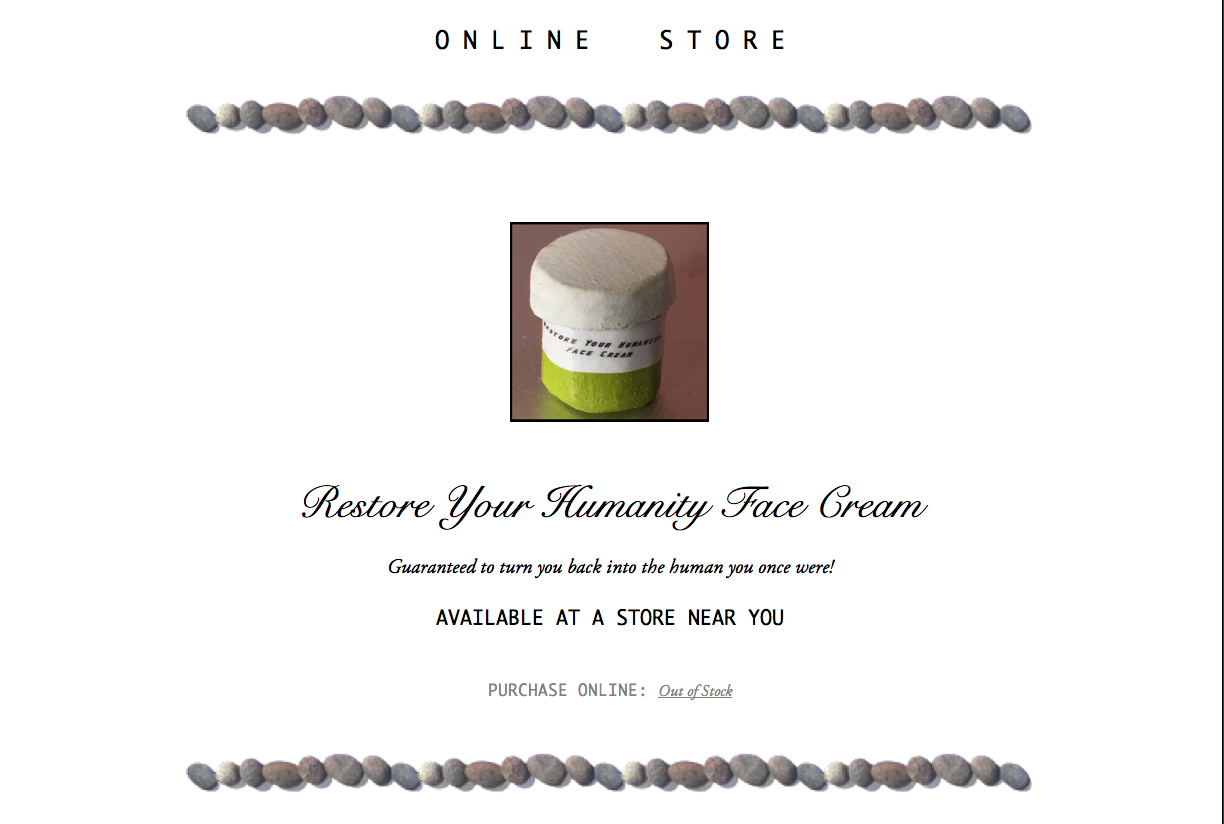 ONLINE STORE
RESTORE YOUR HUMANITY
FACE CREAM
Restore Your Humanity Face Cream
Guaranteed to turn you back into the human you once were!
AVAILABLE AT A STORE NEAR YOU
PURCHASE ONLINE: Out of Stock